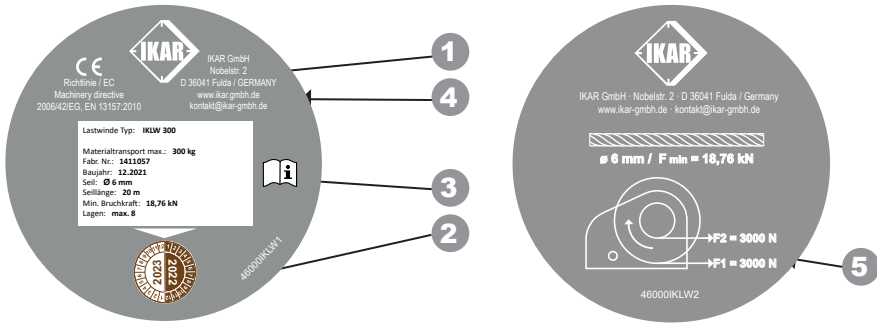 IKAR
CE
Richtlinie / EC
Machinery directive
2006/42/EG, EN 13157:2010
IKAR GmbH
Nobelstr. 2
D 36041 Fulda / GERMANY
www.ikar.gmbh.de
kontakt@ikar-gmbh.de
Lastwinde Typ: IKLW 300
Materialtransport max.: 300 kg
Fabr. Nr.: 1411057
Baujahr: 12.2021
Seil: Ø 6 mm
Seillänge: 20 m
Min. Bruchkraft: 18,76 kN
Lagen: max. 8
i
2023
2022
46000IKLW1
1
4
3
2
IKAR
IKAR GmbH · Nobelstr. 2 · D 36041 Fulda / Germany
www.ikar-gmbh.de · kontakt@ikar-gmbh.de
ø 6 mm / F min = 18,76 kN
F2 = 3000 N
F1 = 3000 N
46000IKLW2
5